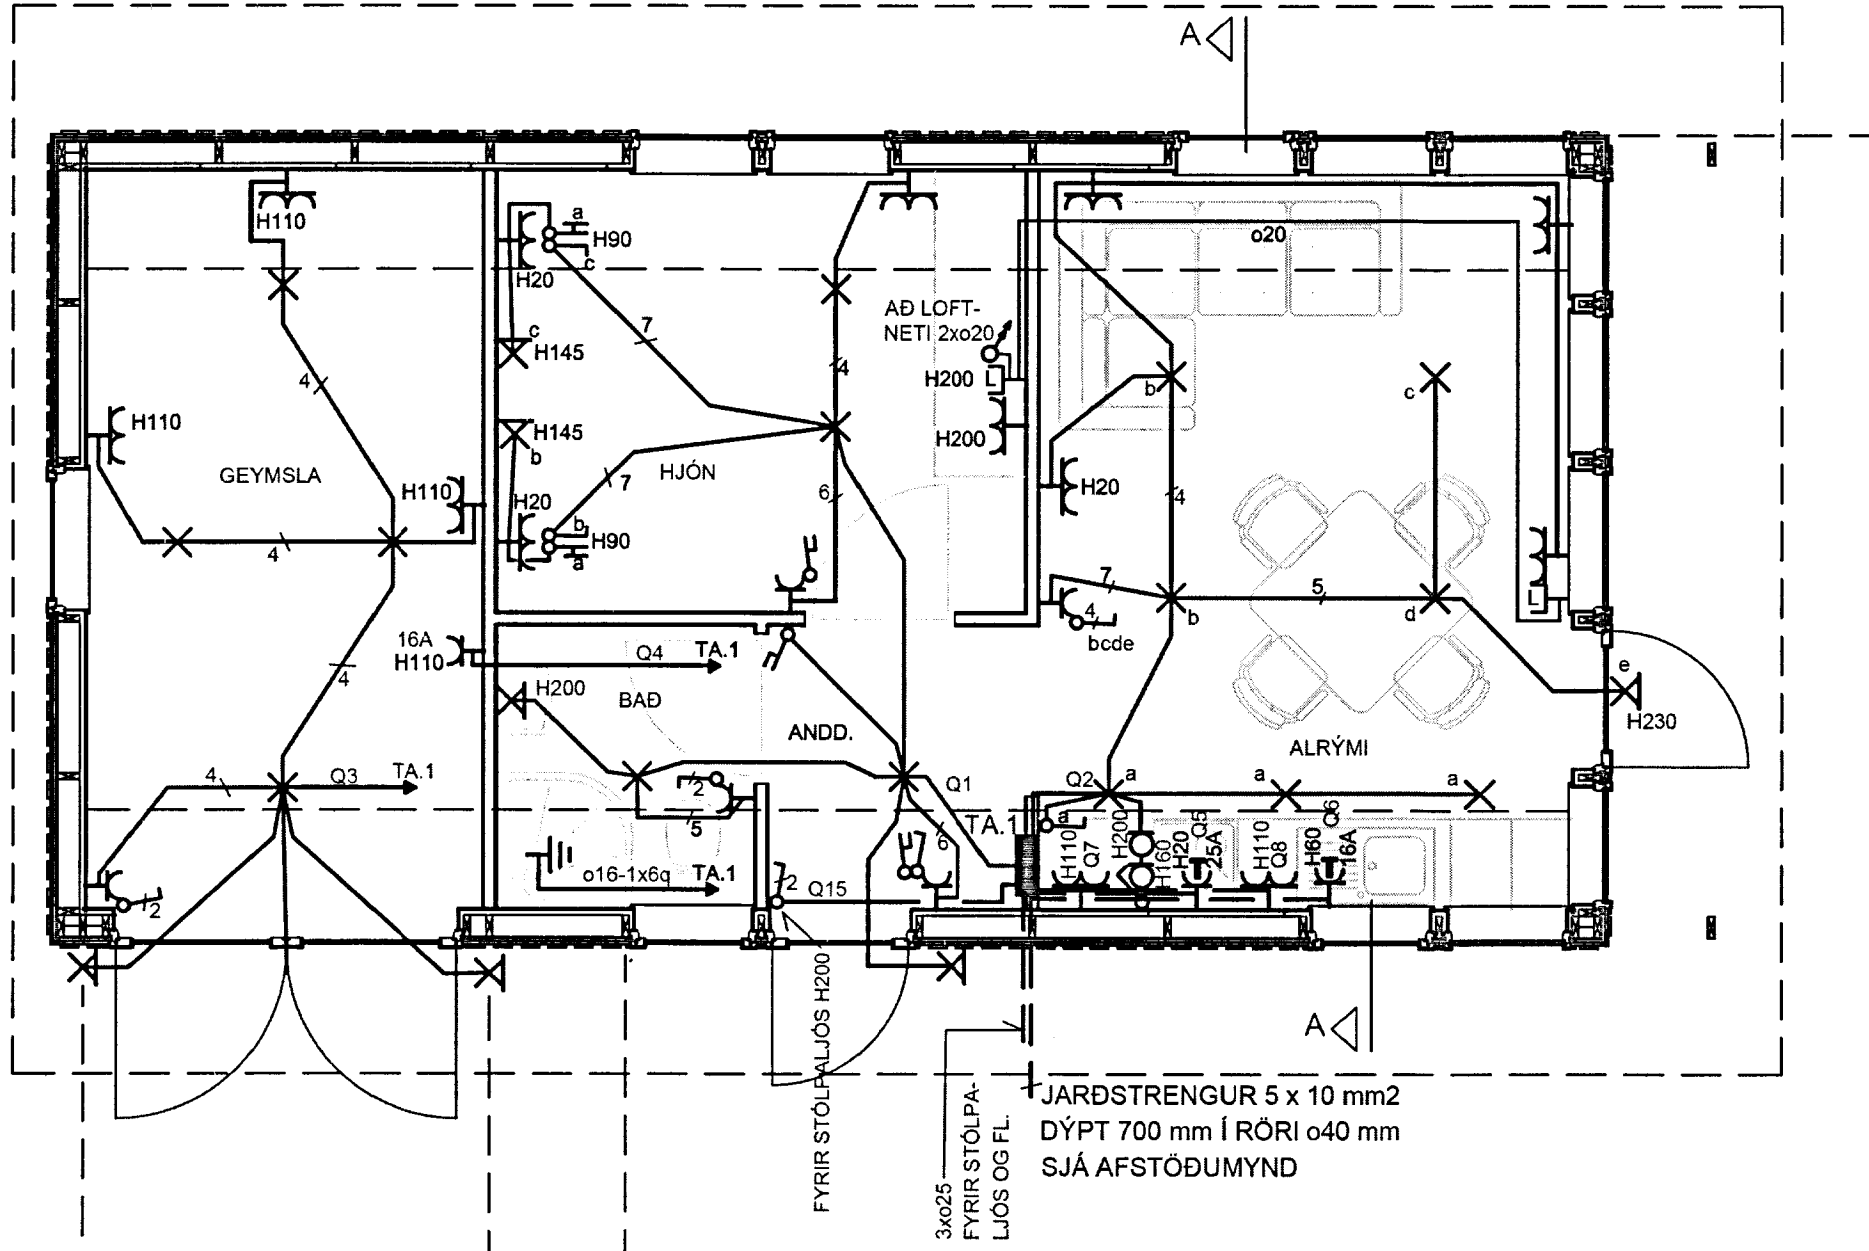 A
H110
a
H90
c
H20
o20
7
AÐ LOFT-
NETI 2xo20
c
H145
4
4
H200 L
b
c
H110
H145
b
H200
GEYMSLA
HJÓN
7
6
H110
H20
H20
4
b
H90
a
4
7
5
L
4
b
d
bcde
16A
H110
Q4
TA.1
4
e
H200
BAÐ
ANDD.
H230
ALRÝMI
4
Q3
TA.1
2
Q1
Q2
a
a
a
5
6
TA.1
a
H110
Q7
H200
H160
H20
Q5
25A
H110
Q8
H60
Q6
16A
o16-1x6q
TA.1
2
2
Q15
FYRIR STÓLPALJÓS H200
A
3xo25
FYRIR STÓLPA-
LJÓS OG FL.
JARÐSTRENGUR 5 x 10 mm2
DÝPT 700 mm Í RÖRI o40 mm
SJÁ AFSTÖÐUMYND